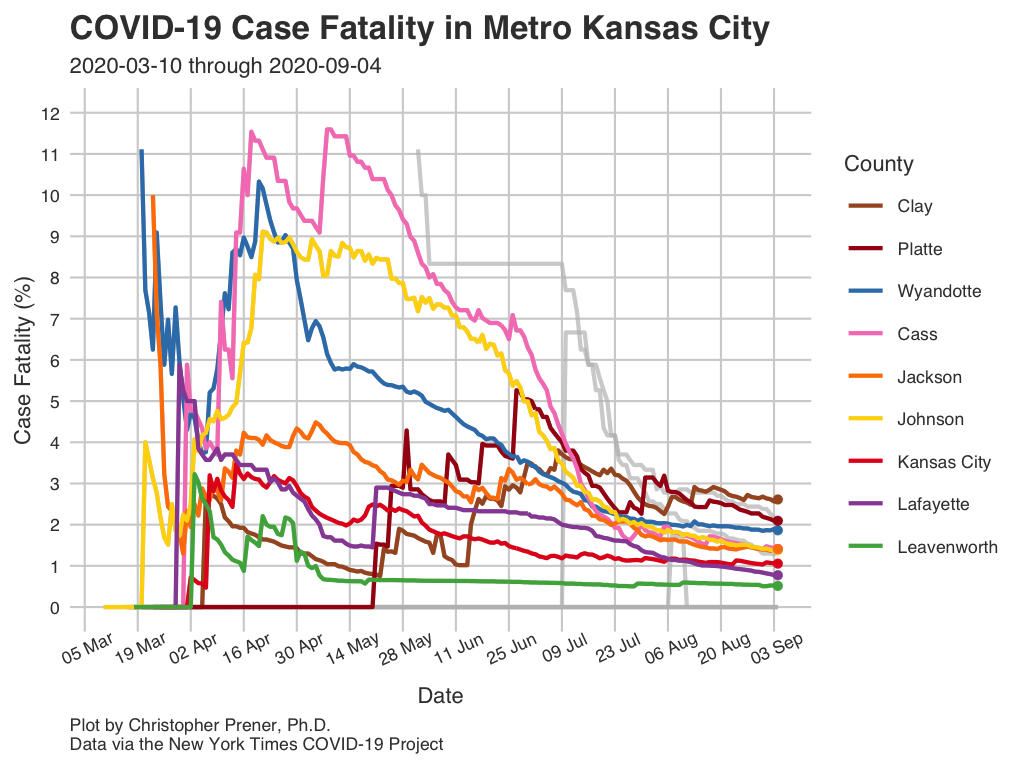 COVID-19 Case Fatality in Metro Kansas City
2020-03-10 through 2020-09-04
Case Fatality (%)
12
11
10
9
8
7
6
5
4
3
2
1
0
05 Mar
19 Mar
02 Apr
16 Apr
30 Apr
14 May
28 May
11 Jun
25 Jun
09 Jul
23 Jul
06 Aug
20 Aug
03 Sep
Date
County
Clay
Platte
Wyandotte
Cass
Jackson
Johnson
Kansas City
Lafayette
Leavenworth
Plot by Christopher Prener, Ph.D.
Data via the New York Times COVID-19 Project